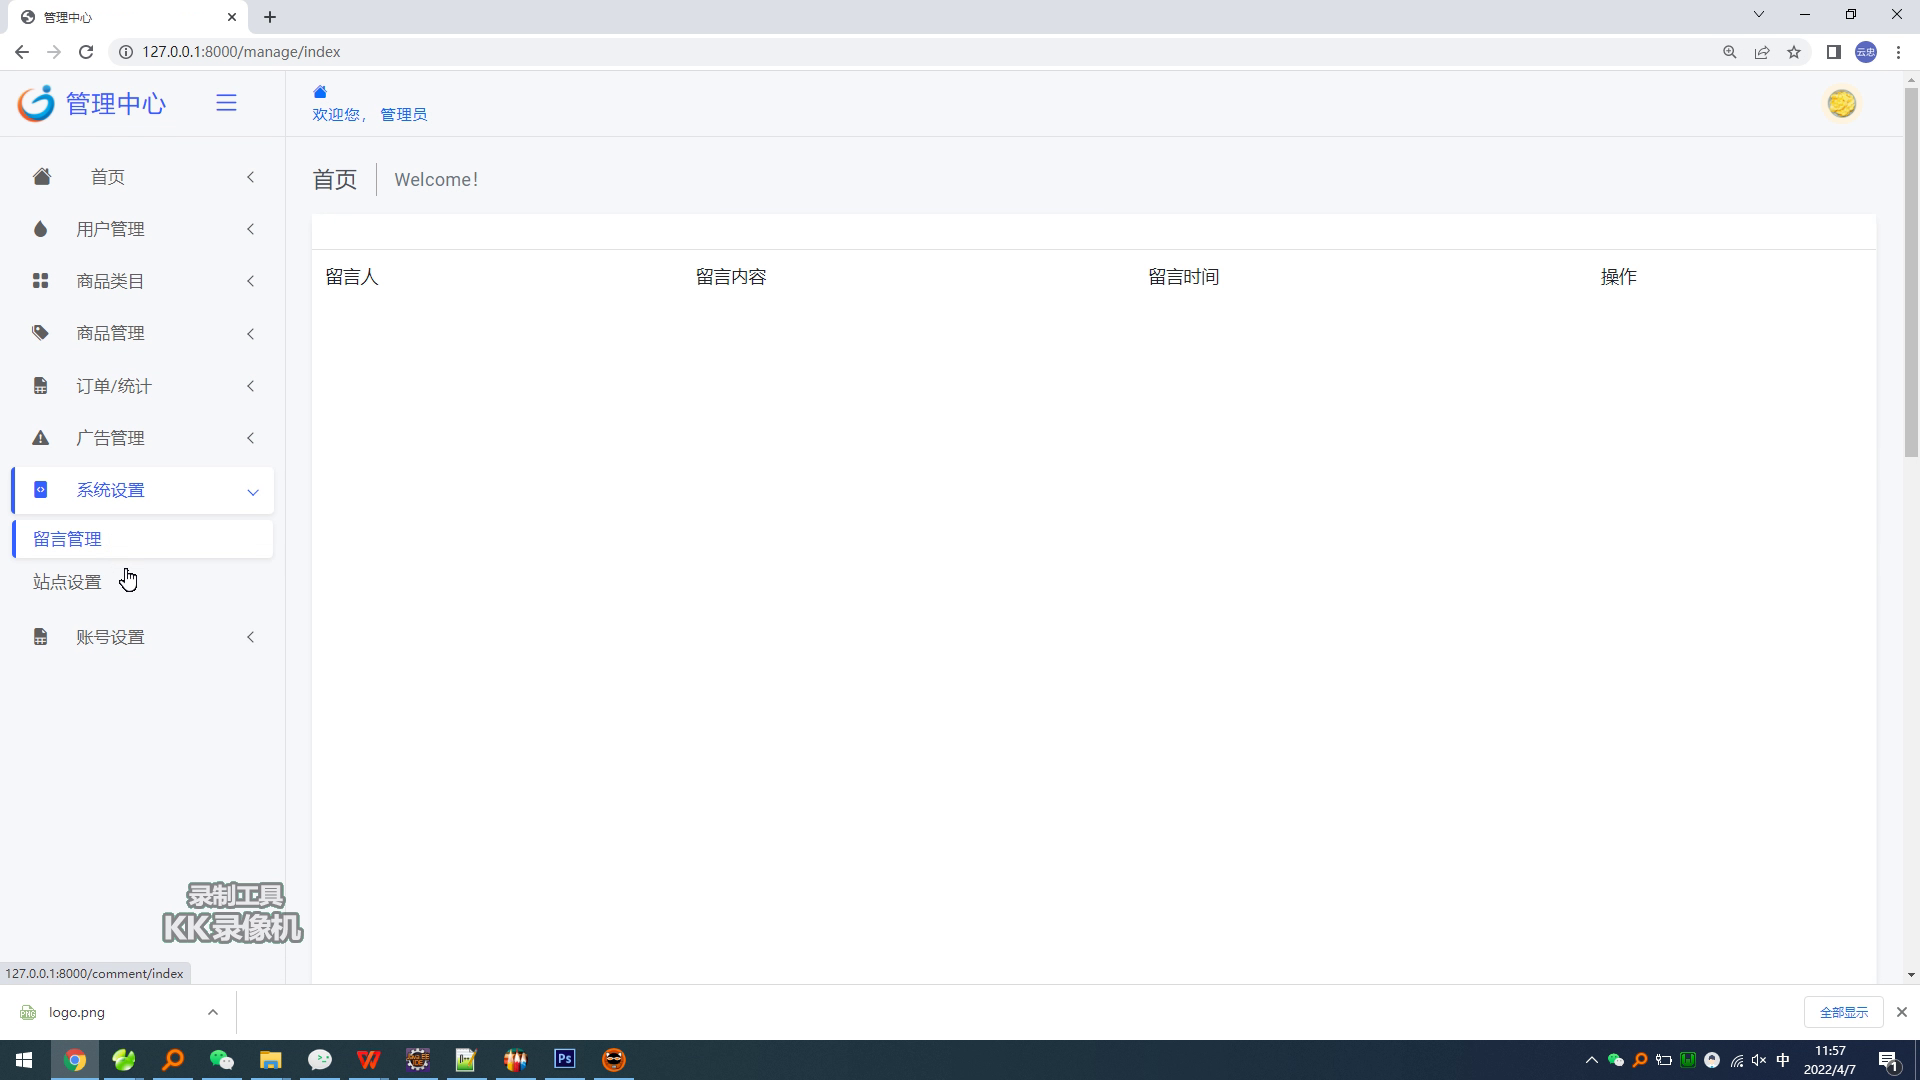 管理中心
127.0.0.1:8000/manage/index
云忠
管理中心
欢迎您, 管理员
首页
用户管理
商品类目
商品管理
订单/统计
广告管理
系统设置
留言管理
站点设置
账号设置
首页 Welcome!
留言人 留言内容 留言时间 操作
录制工具
KK录像机
127.0.0.1:8000/comment/index
logo.png
全部显示
Ps
中
11:57
2022/4/7
1